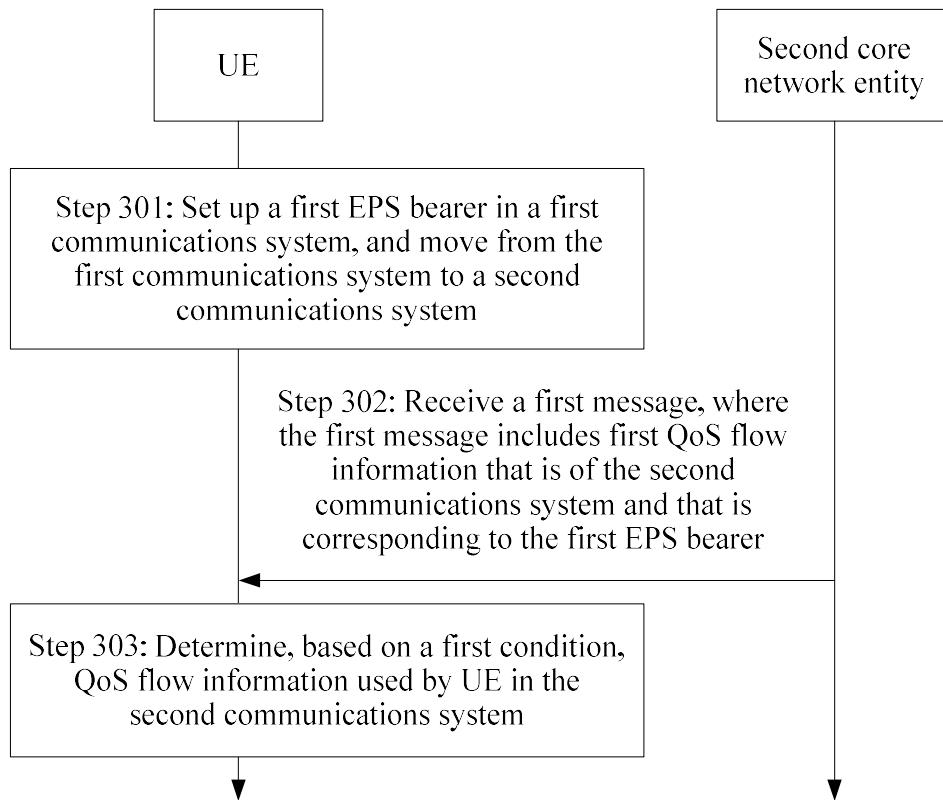 UE
Second core
network entity
Step 301: Set up a first EPS bearer in a first
communications system, and move from the
first communications system to a second
communications system
Step 302: Receive a first message, where
the first message includes first QoS flow
information that is of the second
communications system and that is
corresponding to the first EPS bearer
Step 303: Determine, based on a first condition,
QoS flow information used by UE in the
second communications system